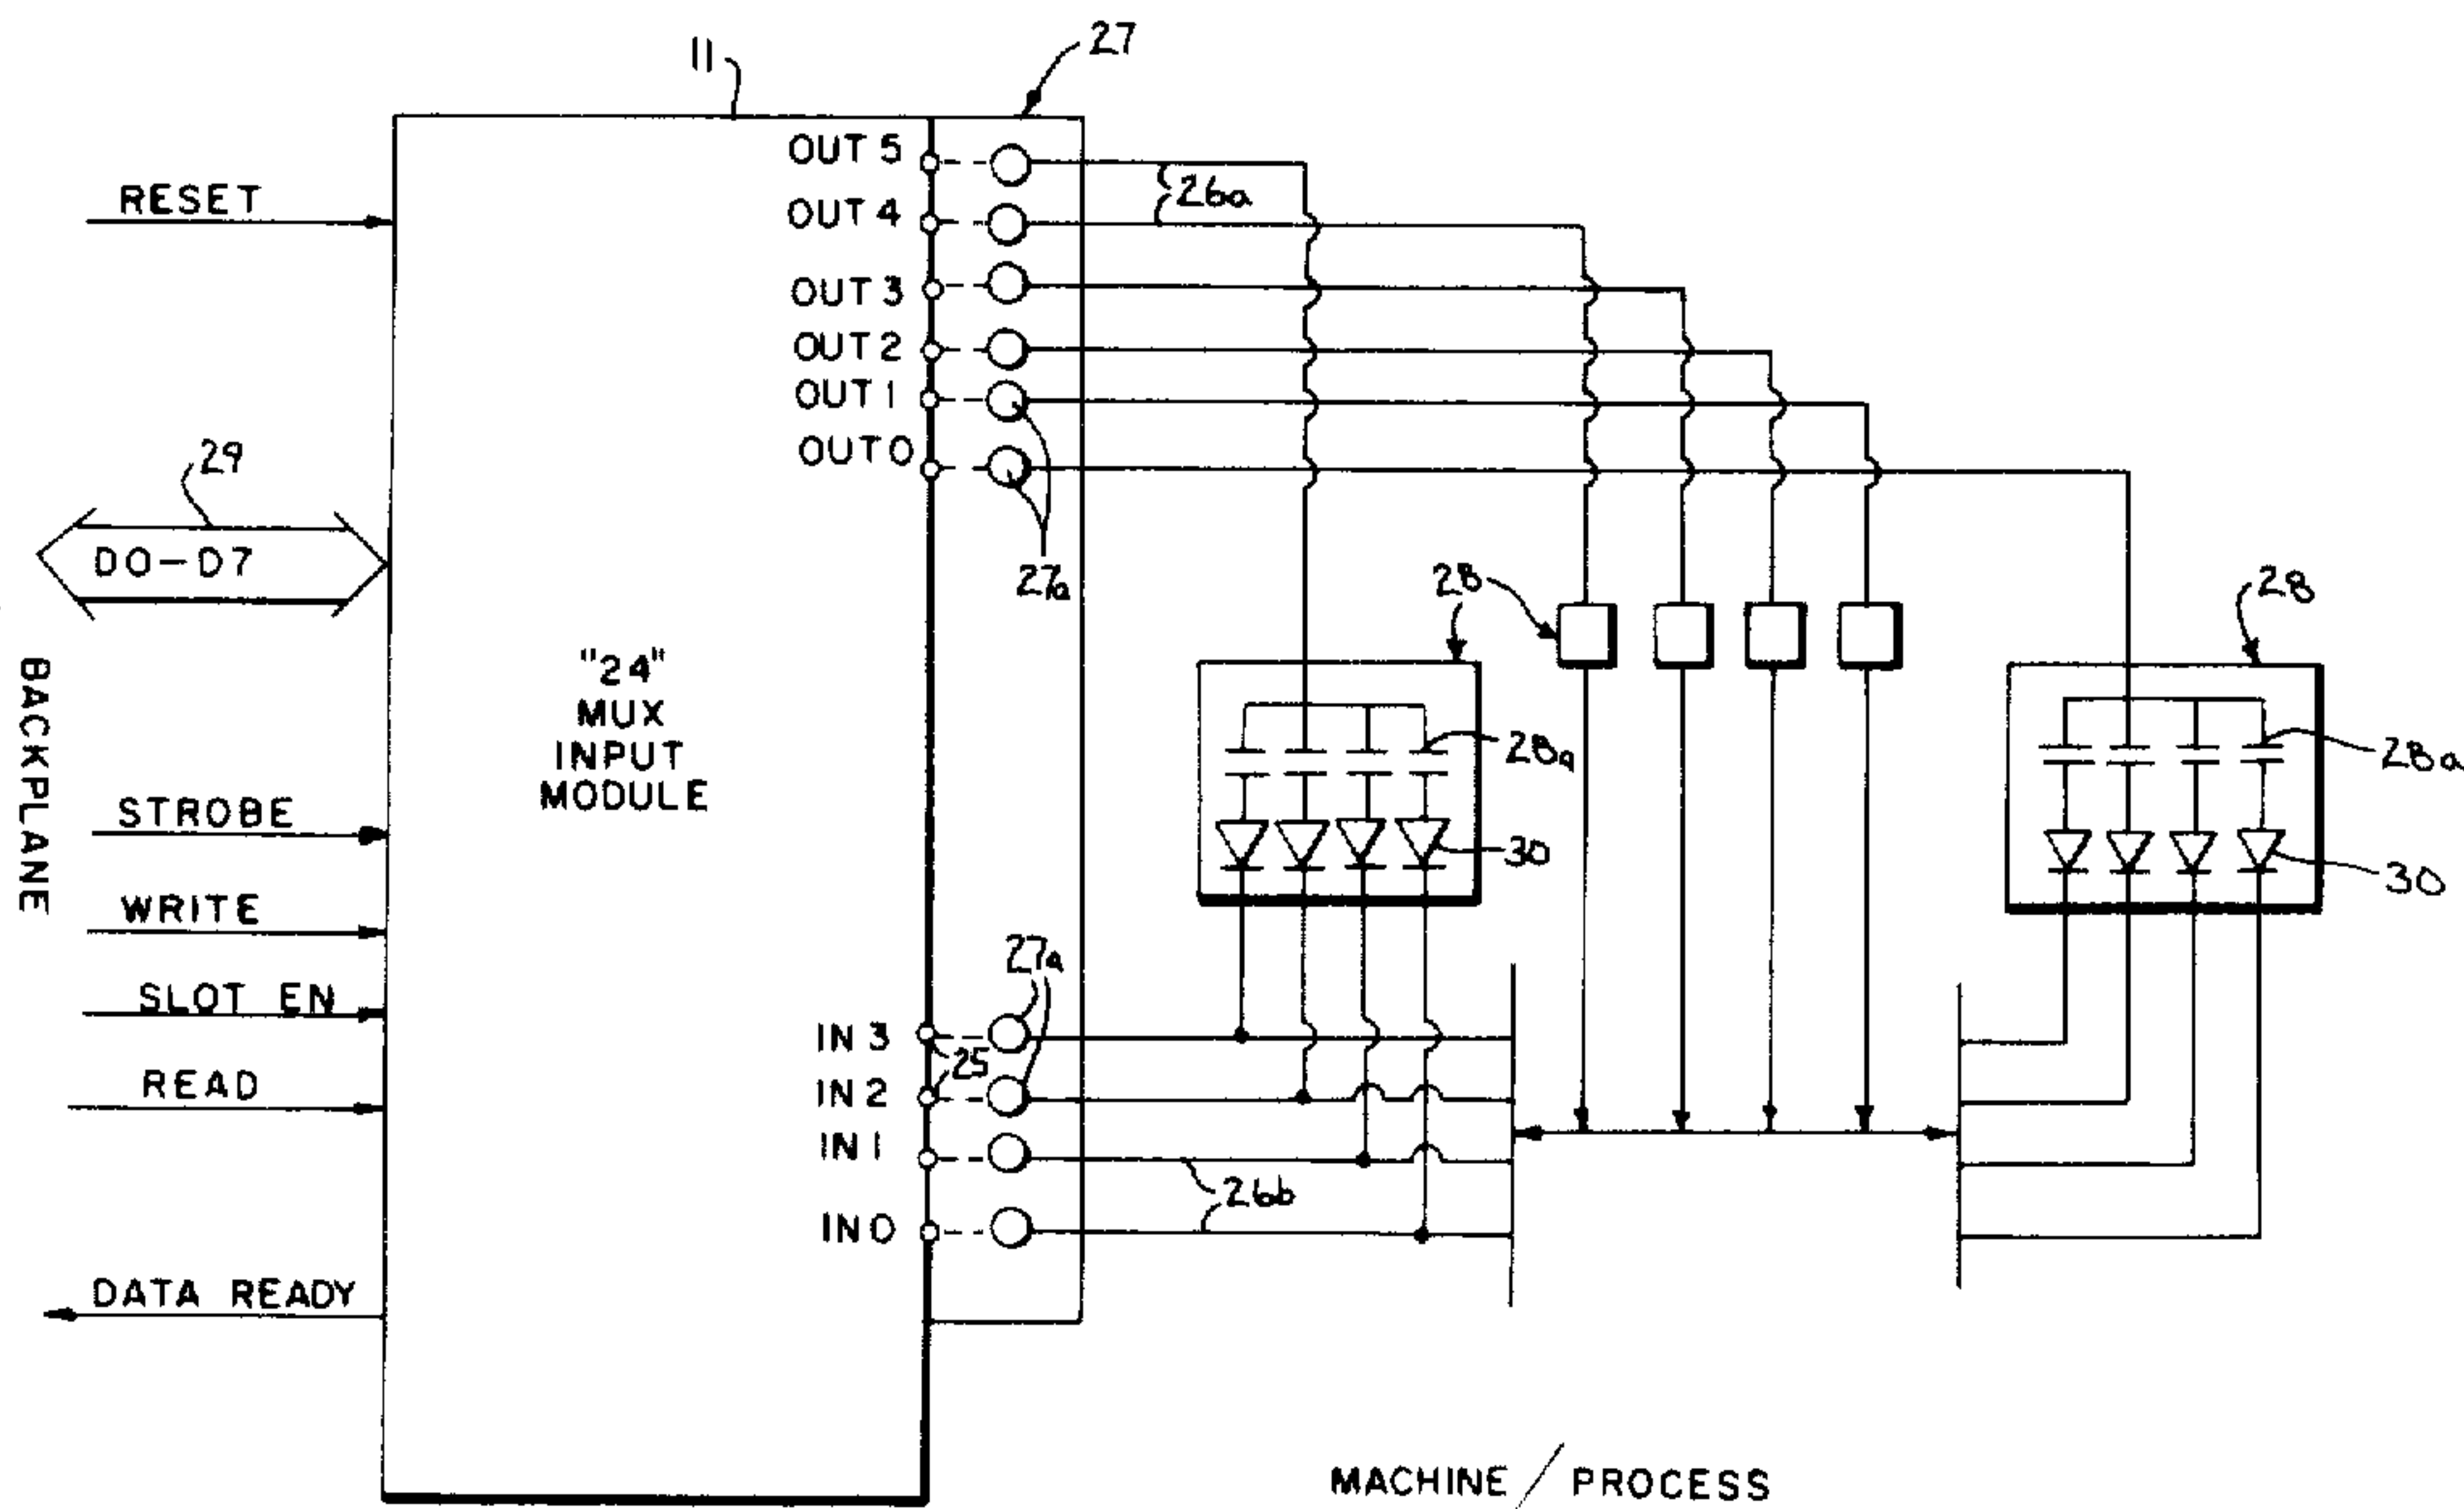 11
27
OUT 5
OUT 4
OUT 3
OUT 2
OUT 1
OUT 0
26a
27a
RESET
29
D0-D7
BACKPLANE
"24"
MUX
INPUT
MODULE
28
28
28a
28a
30
30
STROBE
WRITE
SLOT EN
READ
DATA READY
27a
IN 3
25
IN 2
IN 1
26b
IN 0
MACHINE / PROCESS